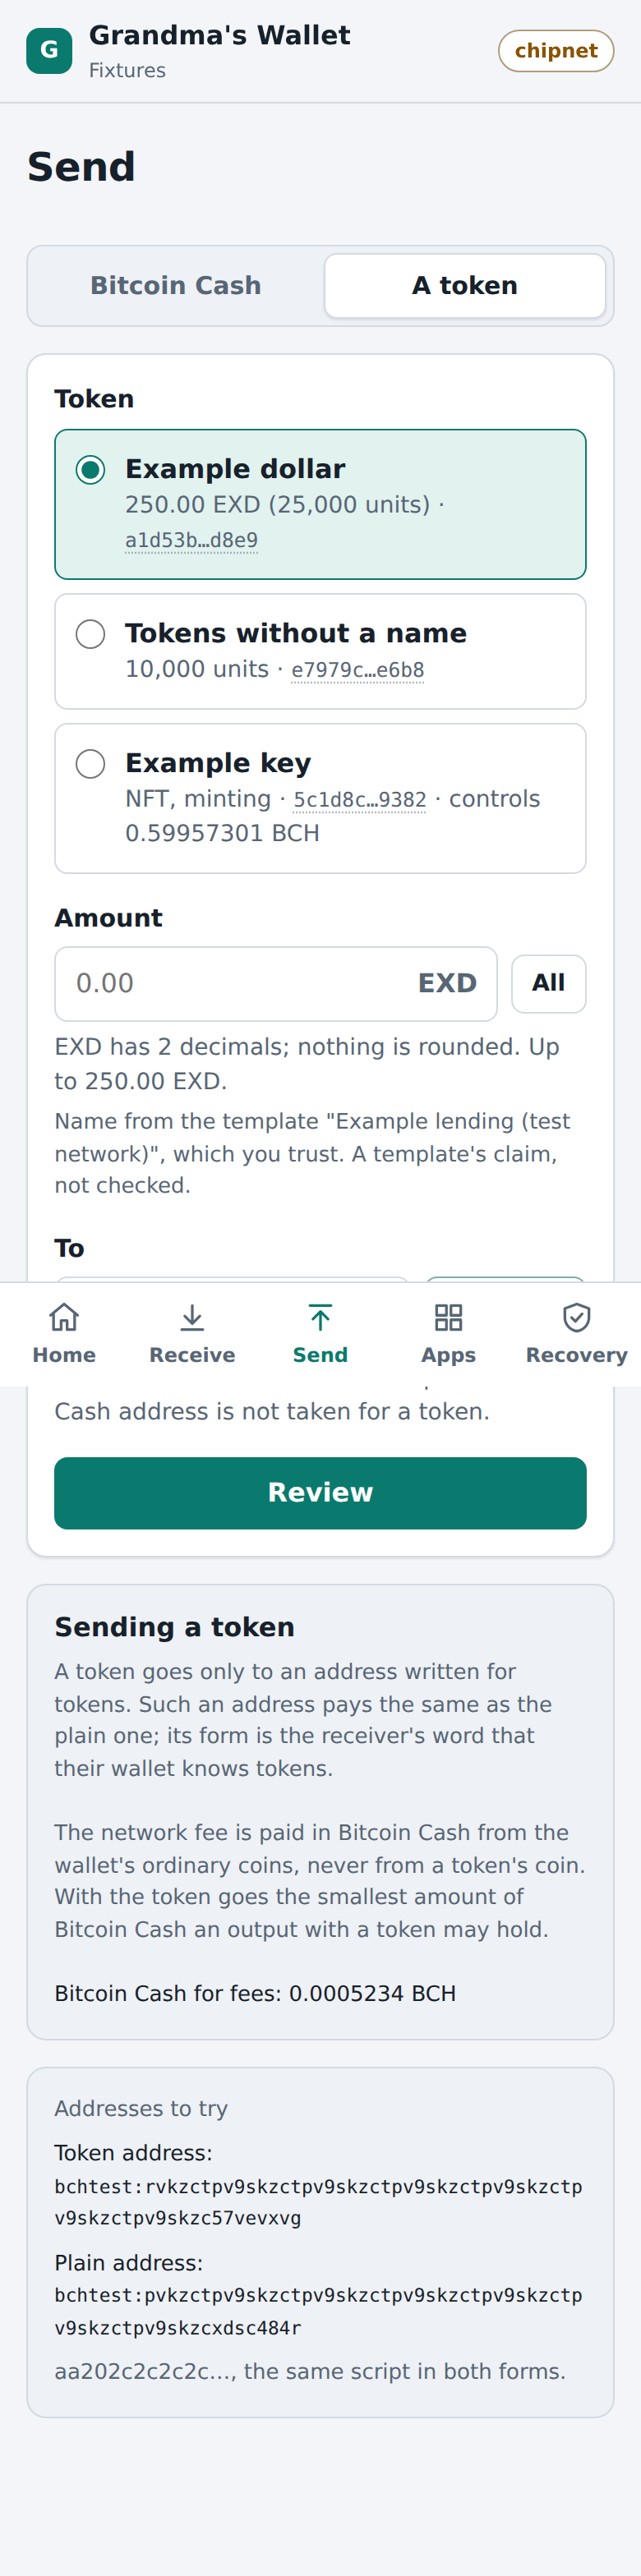 G
Grandma's Wallet
Fixtures
chipnet
Send
Bitcoin Cash
A token
Token
Example dollar
250.00 EXD (25,000 units) ·
a1d53b…d8e9
Tokens without a name
10,000 units · e7979c…e6b8
Example key
NFT, minting · 5c1d8c…9382 · controls
0.59957301 BCH
Amount
0.00 EXD
All
EXD has 2 decimals; nothing is rounded. Up
to 250.00 EXD.
Name from the template "Example lending (test
network)", which you trust. A template's claim,
not checked.
To
Home
Receive
Send
Apps
Recovery
Cash address is not taken for a token.
Review
Sending a token
A token goes only to an address written for
tokens. Such an address pays the same as the
plain one; its form is the receiver's word that
their wallet knows tokens.
The network fee is paid in Bitcoin Cash from the
wallet's ordinary coins, never from a token's coin.
With the token goes the smallest amount of
Bitcoin Cash an output with a token may hold.
Bitcoin Cash for fees: 0.0005234 BCH
Addresses to try
Token address:
bchtest:rvkzctpv9skzctpv9skzctpv9skzctpv9skzctp
v9skzctpv9skzc57vevxvg
Plain address:
bchtest:pvkzctpv9skzctpv9skzctpv9skzctpv9skzctp
v9skzctpv9skzcxdsc484r
aa202c2c2c2c…, the same script in both forms.